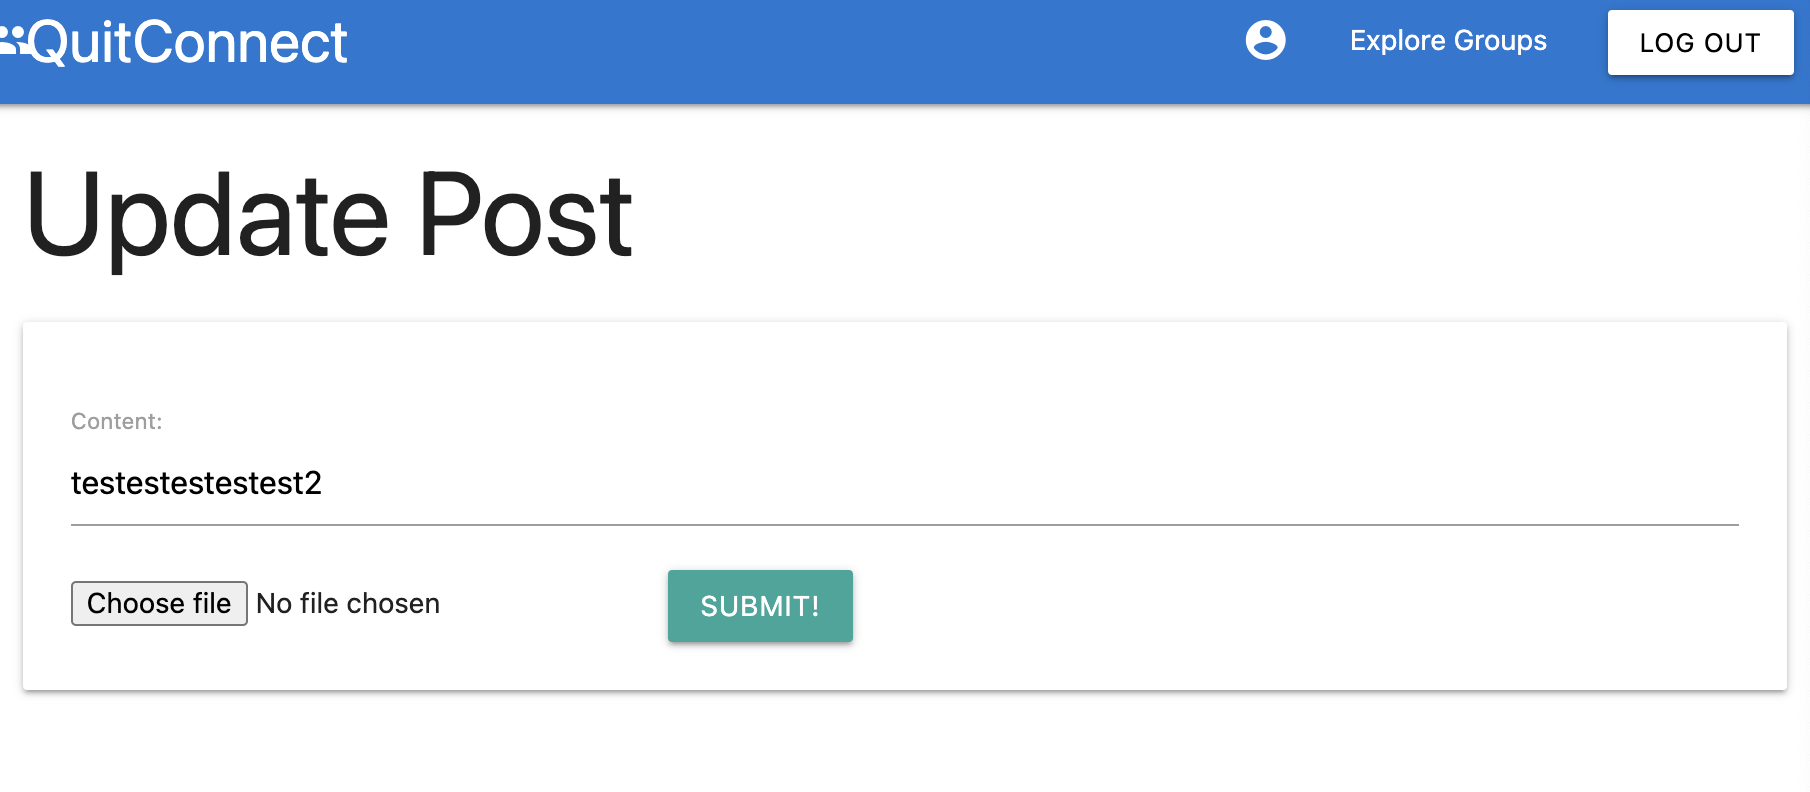 QuitConnect
Explore Groups
LOG OUT
Update Post
Content:
testestestestest2
Choose file No file chosen
SUBMIT!